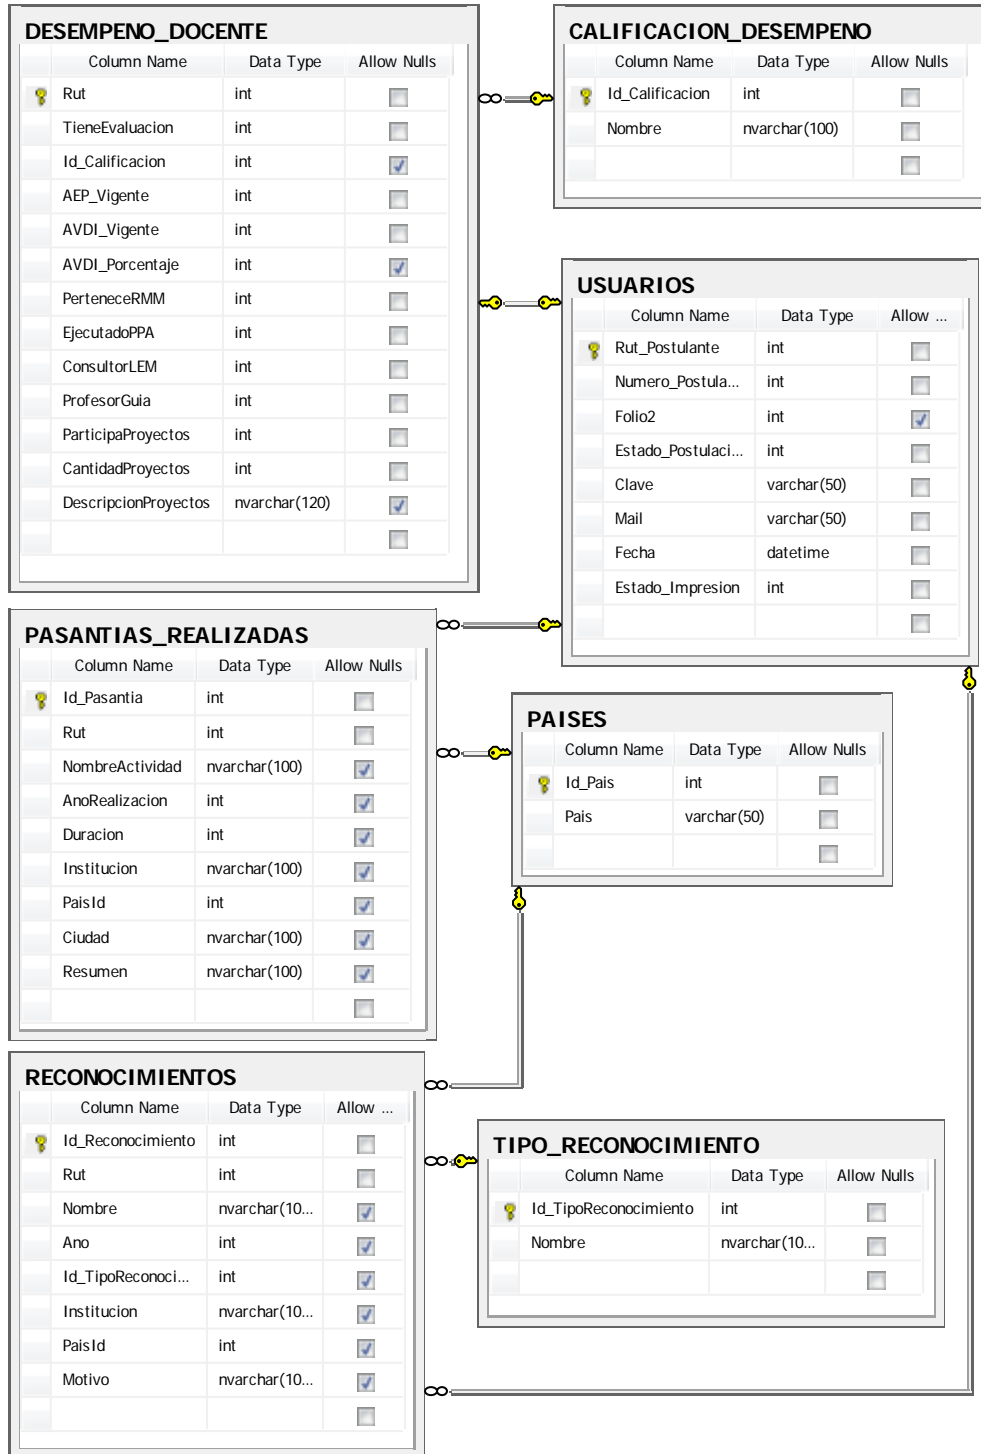 DESEMPENO_DOCENTE
Column Name Data Type Allow Nulls
Rut int
TieneEvaluacion int
Id_Calificacion int
AEP_Vigente int
AVDI_Vigente int
AVDI_Porcentaje int
PerteneceRMM int
EjecutadoPPA int
ConsultorLEM int
ProfesorGuia int
ParticipaProyectos int
CantidadProyectos int
DescripcionProyectos nvarchar(120)
CALIFICACION_DESEMPENO
Column Name Data Type Allow Nulls
Id_Calificacion int
Nombre nvarchar(100)
USUARIOS
Column Name Data Type Allow ...
Rut_Postulante int
Numero_Postula... int
Folio2 int
Estado_Postulaci... int
Clave varchar(50)
Mail varchar(50)
Fecha datetime
Estado_Impresion int
PASANTIAS_REALIZADAS
Column Name Data Type Allow Nulls
Id_Pasantia int
Rut int
NombreActividad nvarchar(100)
AnoRealizacion int
Duracion int
Institucion nvarchar(100)
PaisId int
Ciudad nvarchar(100)
Resumen nvarchar(100)
PAISES
Column Name Data Type Allow Nulls
Id_Pais int
Pais varchar(50)
RECONOCIMIENTOS
Column Name Data Type Allow ...
Id_Reconocimiento int
Rut int
Nombre nvarchar(10...
Ano int
Id_TipoReconoci... int
Institucion nvarchar(10...
PaisId int
Motivo nvarchar(10...
TIPO_RECONOCIMIENTO
Column Name Data Type Allow Nulls
Id_TipoReconocimiento int
Nombre nvarchar(10...